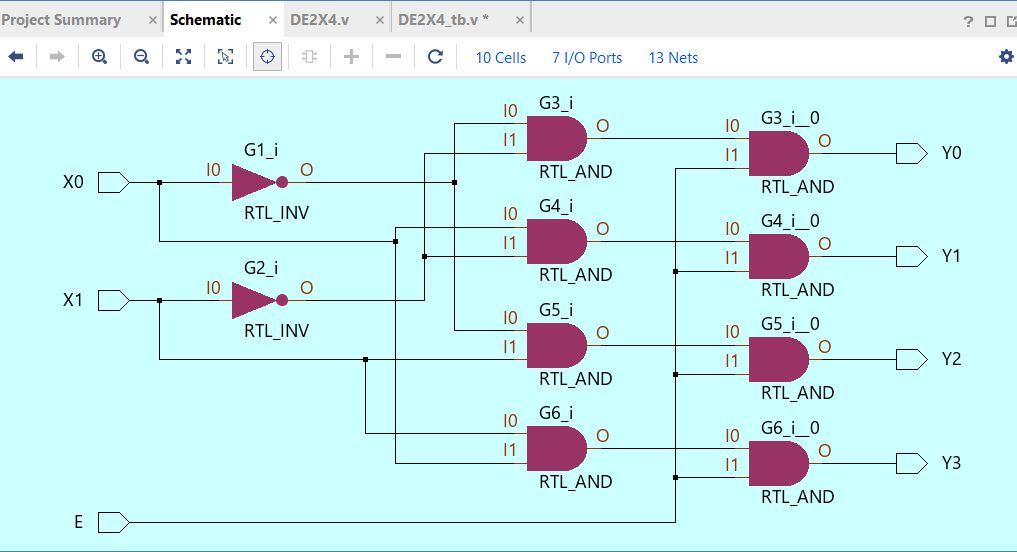 Project Summary × Schematic × DE2X4.v × DE2X4_tb.v * ×
? 
10 Cells 7 I/O Ports 13 Nets
G3_i
I0
I1
O
RTL_AND
G3_i__0
I0
I1
O
RTL_AND
Y0
X0
G1_i
I0
O
RTL_INV
G4_i
I0
I1
O
RTL_AND
G4_i__0
I0
I1
O
RTL_AND
Y1
X1
G2_i
I0
O
RTL_INV
G5_i
I0
I1
O
RTL_AND
G5_i__0
I0
I1
O
RTL_AND
Y2
G6_i
I0
I1
O
RTL_AND
G6_i__0
I0
I1
O
RTL_AND
Y3
E